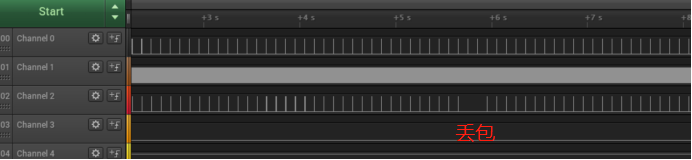 Start
+3 s
+4 s
+5 s
+6 s
+7 s
+8
00 Channel 0
01 Channel 1
02 Channel 2
03 Channel 3
丢包
04 Channel 4